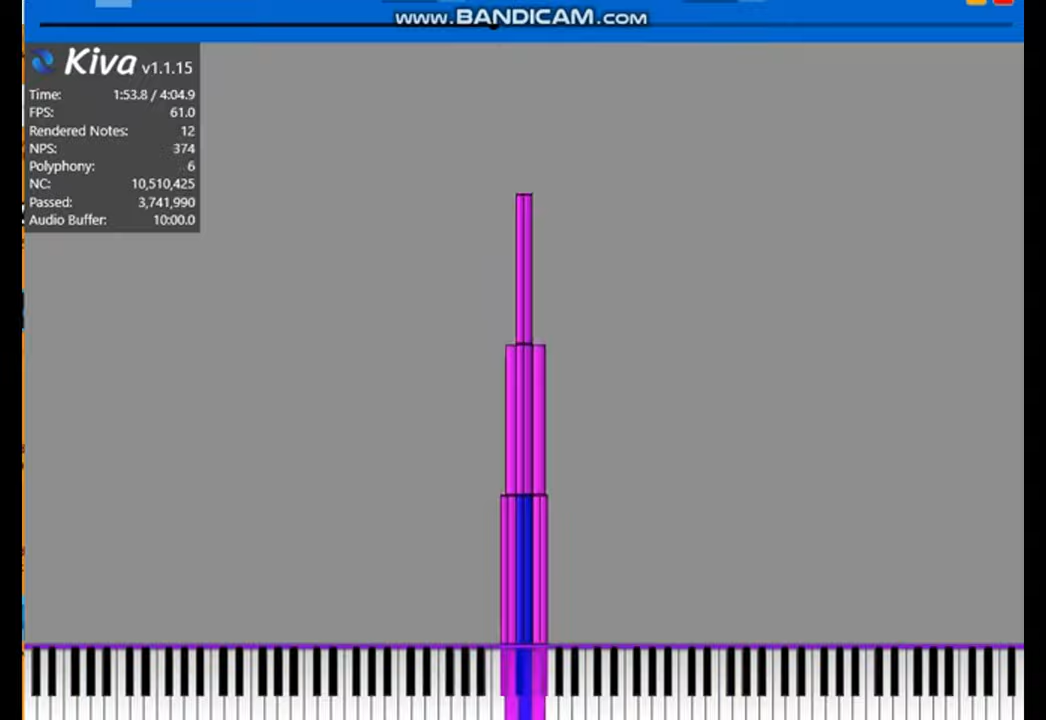 www.BANDICAM.com
Kiva v1.1.15
Time: 1:53.8 / 4:04.9
FPS: 61.0
Rendered Notes: 12
NPS: 374
Polyphony: 6
NC: 10,510,425
Passed: 3,741,990
Audio Buffer: 10:00.0